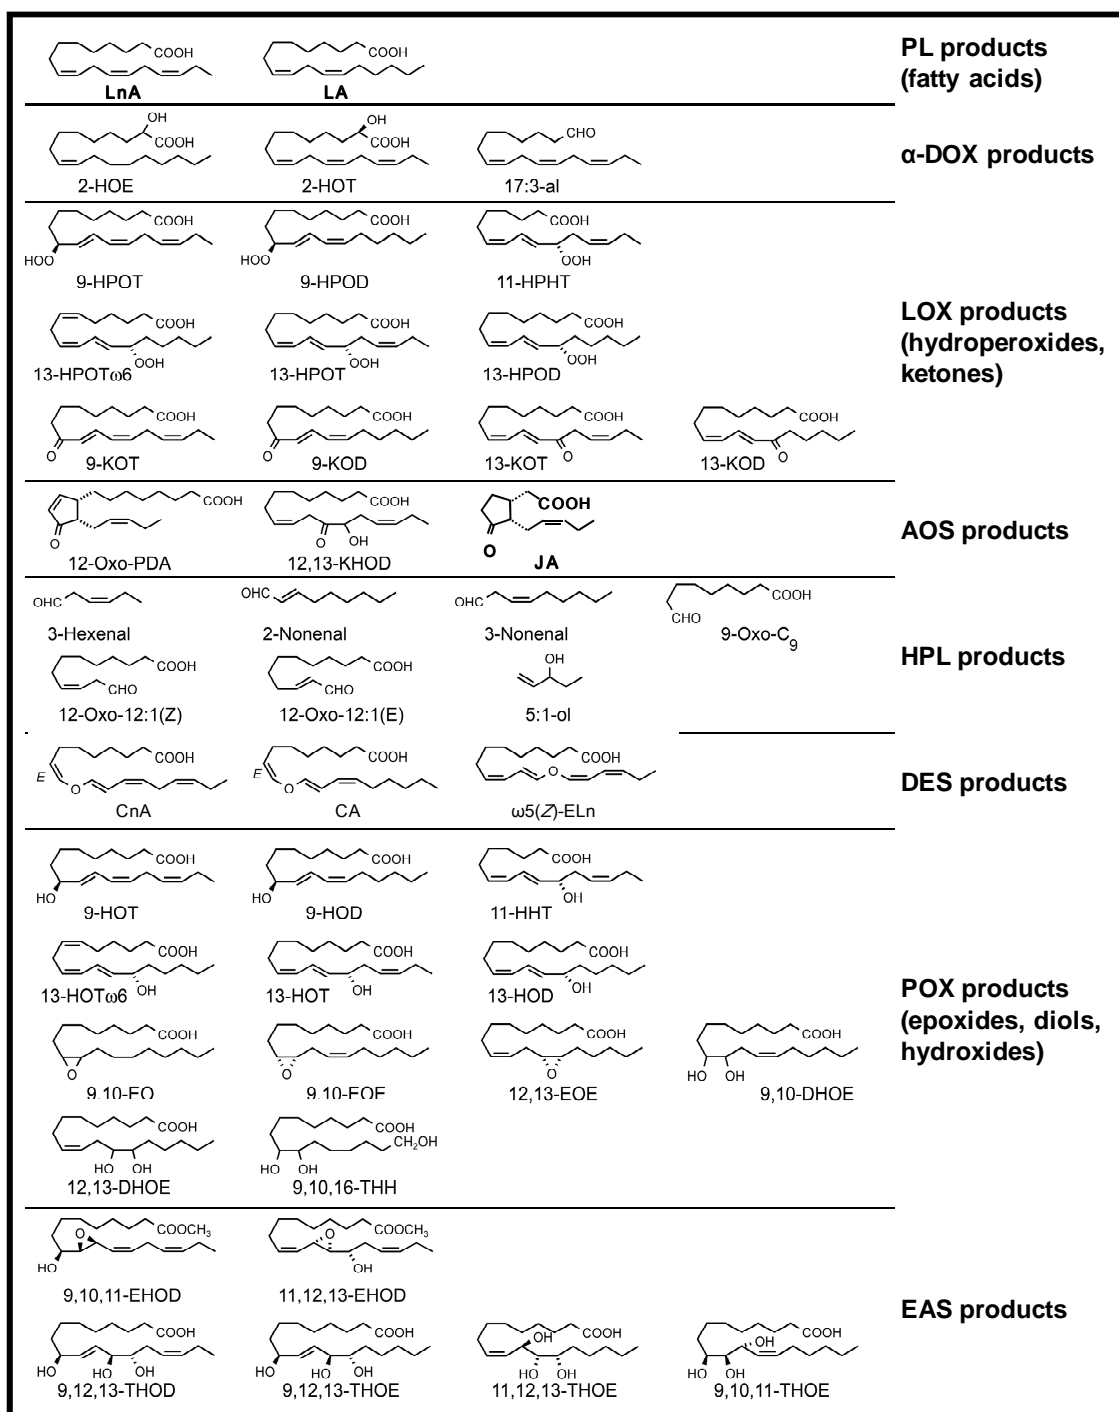 COOH
COOH
LnA
LA
PL products
(fatty acids)
OH
COOH
OH
COOH
CHO
2-HOE
2-HOT
17:3-al
α-DOX products
COOH
COOH
COOH
HOO
HOO
OOH
9-HPOT
9-HPOD
11-HPHT
COOH
COOH
COOH
OOH
OOH
OOH
13-HPOTω6
13-HPOT
13-HPOD
LOX products
(hydroperoxides,
ketones)
COOH
COOH
COOH
COOH
O
O
O
O
9-KOT
9-KOD
13-KOT
13-KOD
COOH
COOH
COOH
O
O
OH
O
12-Oxo-PDA
12,13-KHOD
JA
AOS products
OHC
OHC
OHC
COOH
CHO
3-Hexenal
2-Nonenal
3-Nonenal
9-Oxo-C9
COOH
CHO
COOH
CHO
OH
12-Oxo-12:1(Z)
12-Oxo-12:1(E)
5:1-ol
HPL products
COOH
COOH
COOH
E
O
E
O
O
CnA
CA
ω5(Z)-ELn
DES products
COOH
COOH
COOH
HO
HO
OH
9-HOT
9-HOD
11-HHT
COOH
COOH
COOH
OH
OH
OH
13-HOTω6
13-HOT
13-HOD
POX products
(epoxides, diols,
hydroxides)
COOH
COOH
COOH
COOH
O
O
O
HO
OH
9,10-EO
9,10-EOE
12,13-EOE
9,10-DHOE
COOH
COOH
CH2OH
HO
OH
HO
OH
12,13-DHOE
9,10,16-THH
COOCH3
COOCH3
O
O
HO
OH
9,10,11-EHOD
11,12,13-EHOD
EAS products
COOH
COOH
COOH
COOH
OH
OH
HO
HO
OH
HO
HO
OH
OH
OH
HO
HO
9,12,13-THOD
9,12,13-THOE
11,12,13-THOE
9,10,11-THOE